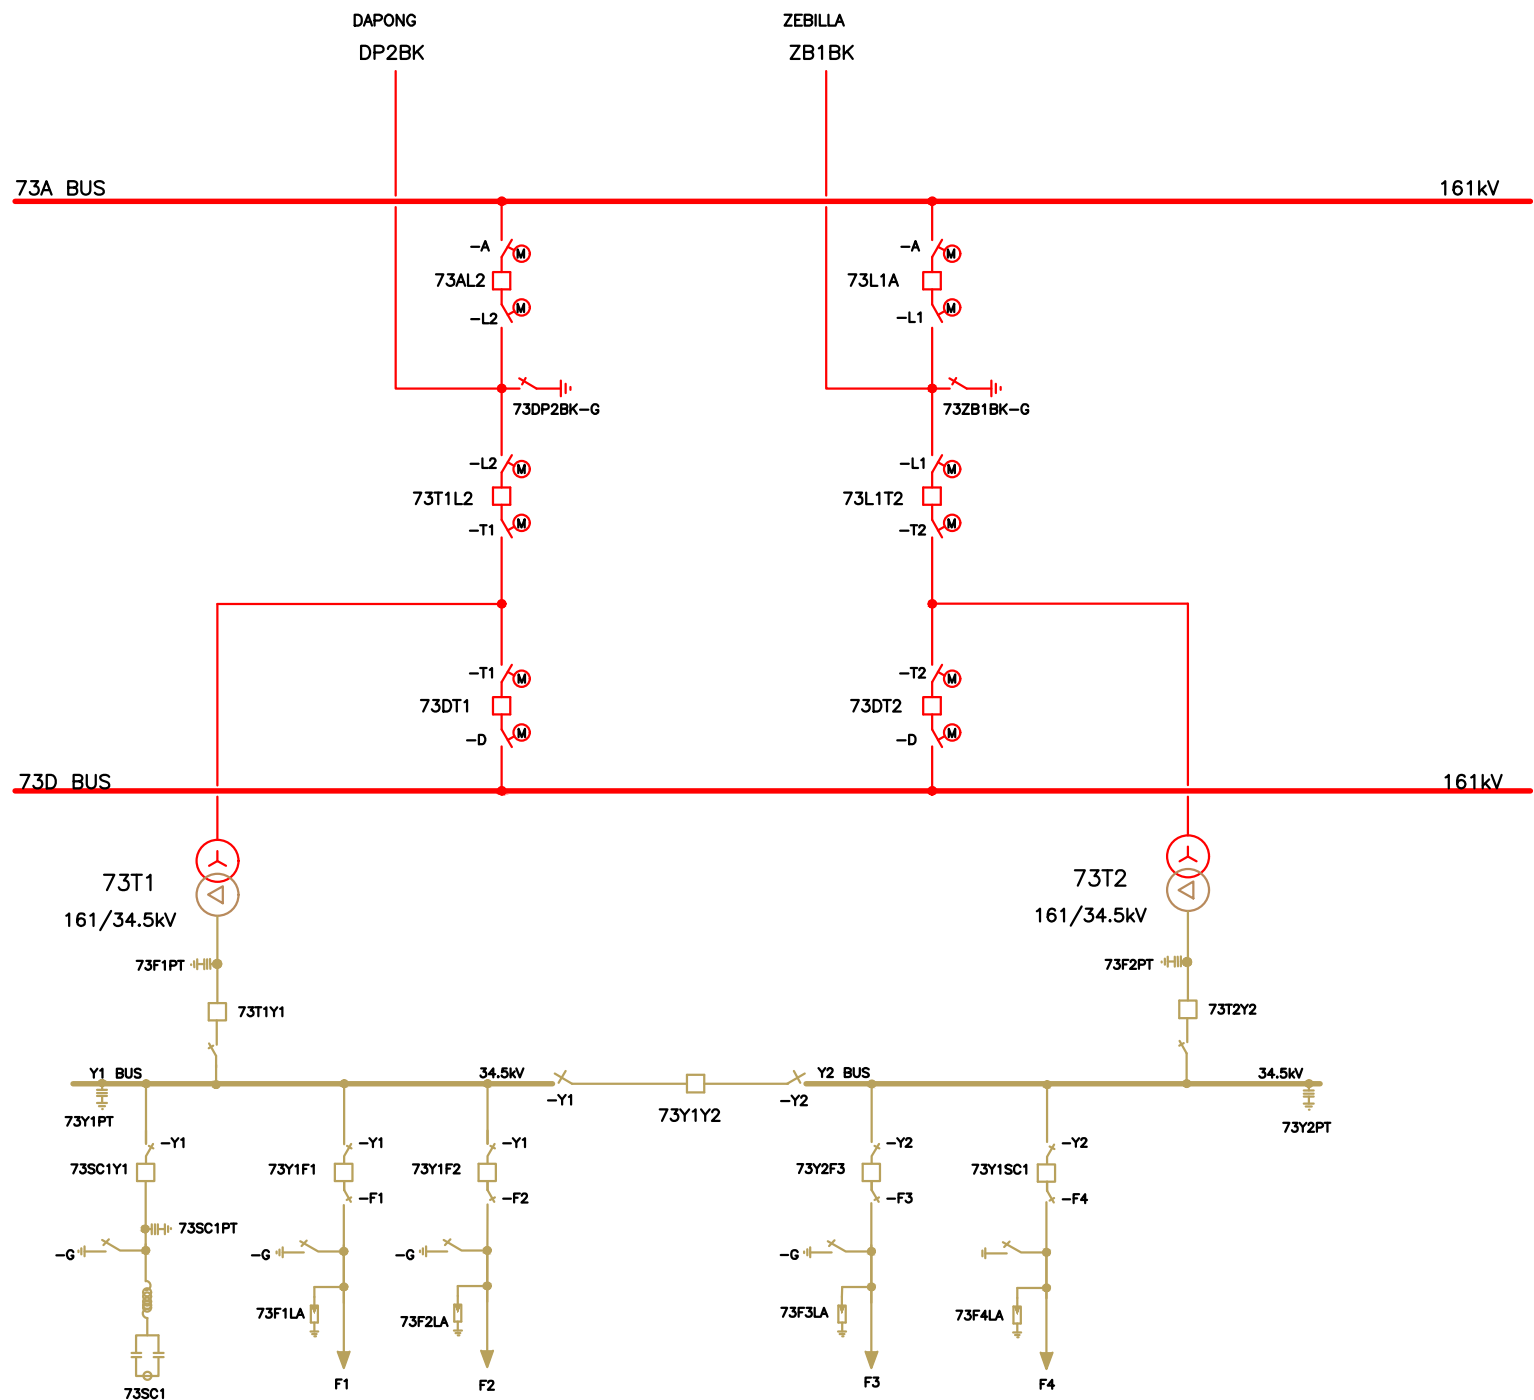 DAPONG
ZEBILLA
DP2BK
ZB1BK
73A BUS
161kV
-A
M
-A
M
73AL2
73L1A
M
-L2
M
-L1
73DP2BK-G
73ZB1BK-G
-L2
M
-L1
M
73T1L2
73L1T2
M
-T1
M
-T2
-T1
M
-T2
M
73DT1
73DT2
M
-D
M
-D
73D BUS
161kV
73T1
161/34.5kV
73T2
161/34.5kV
73F1PT
73F2PT
73T1Y1
73T2Y2
Y1 BUS
34.5kV
Y2 BUS
34.5kV
-Y1
-Y2
73Y1PT
73Y1Y2
73Y2PT
-Y1
-Y1
-Y1
-Y2
-Y2
73SC1Y1
73Y1F1
73Y1F2
73Y2F3
73Y1SC1
-F1
-F2
-F3
-F4
73SC1PT
-G
-G
-G
-G
73F1LA
73F2LA
73F3LA
73F4LA
73SC1
F1
F2
F3
F4